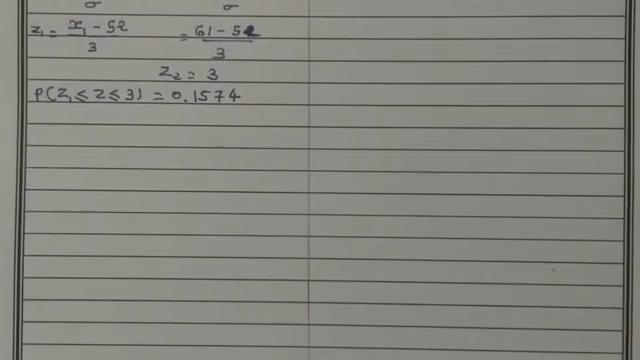 σ σ
z₁ = x₁ - 52 / 3 = 61 - 52 / 3
z₂ = 3
P(z₁ ≤ z ≤ 3) = 0.1574